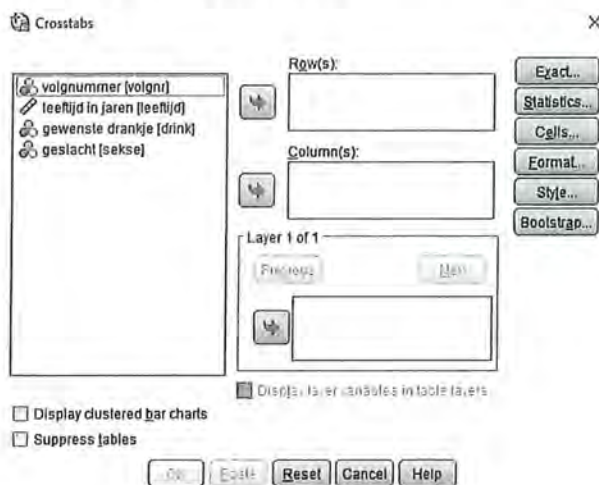 Crosstabs
volgnummer [volgnr]
leeftijd in jaren [leeftijd]
gewenste drankje [drink]
geslacht [sekse]
Row(s):
Column(s):
Layer 1 of 1
Previous
Next
Display layer variables in table layers
Exact...
Statistics...
Cells...
Format...
Style...
Bootstrap...
Display clustered bar charts
Suppress tables
OK
Paste
Reset
Cancel
Help